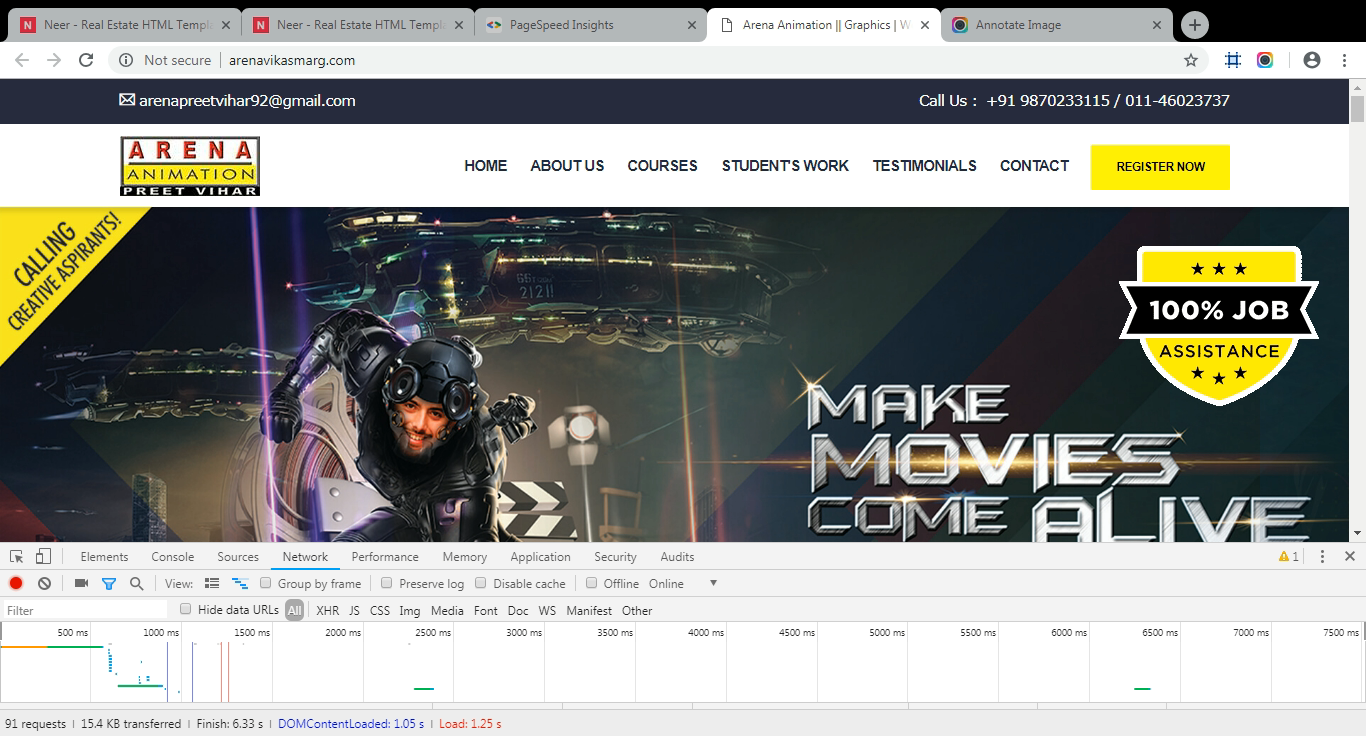 Neer - Real Estate HTML Templa
Neer - Real Estate HTML Templa
PageSpeed Insights
Arena Animation || Graphics | W
Annotate Image
Not secure | arenavikasmarg.com
arenapreetvihar92@gmail.com
Call Us : +91 9870233115 / 011-46023737
ARENA
ANIMATION
PREET VIHAR
HOME ABOUT US COURSES STUDENT'S WORK TESTIMONIALS CONTACT REGISTER NOW
CALLING
CREATIVE ASPIRANTS!
21211
100% JOB
ASSISTANCE
MAKE
MOVIES
COME ALIVE
Elements Console Sources Network Performance Memory Application Security Audits 1
View: Group by frame Preserve log Disable cache Offline Online
Filter Hide data URLs All XHR JS CSS Img Media Font Doc WS Manifest Other
500 ms 1000 ms 1500 ms 2000 ms 2500 ms 3000 ms 3500 ms 4000 ms 4500 ms 5000 ms 5500 ms 6000 ms 6500 ms 7000 ms 7500 ms
91 requests | 15.4 KB transferred | Finish: 6.33 s | DOMContentLoaded: 1.05 s | Load: 1.25 s